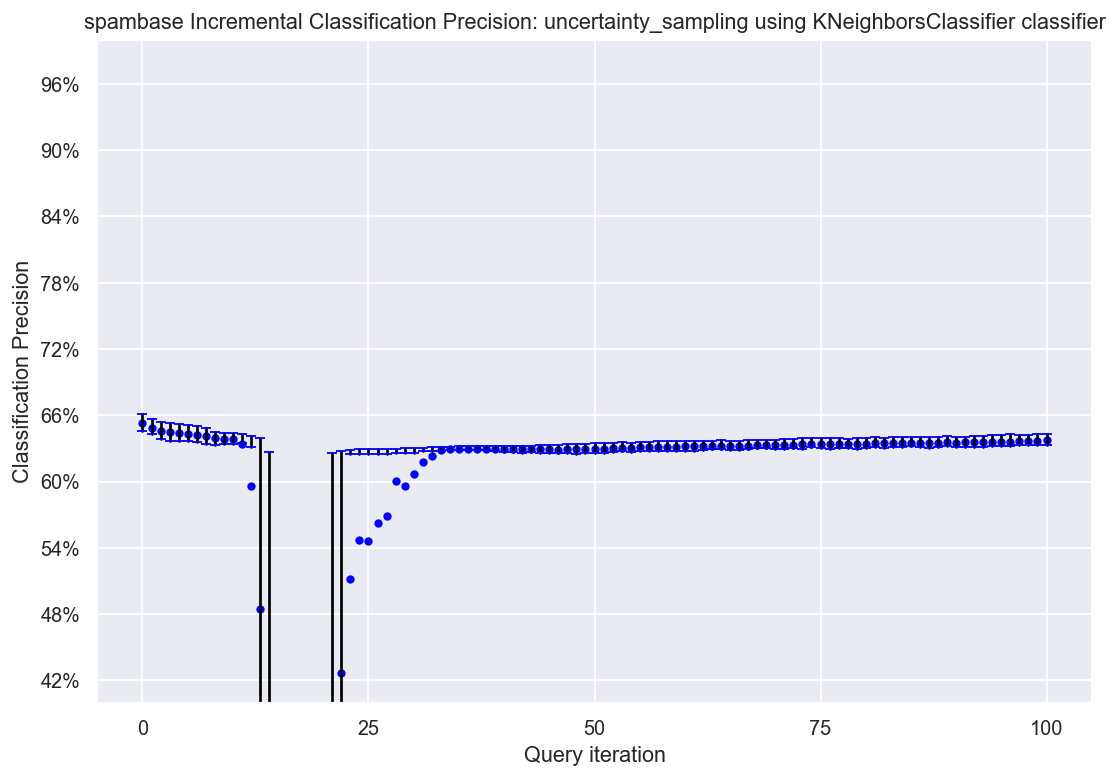 spambase Incremental Classification Precision: uncertainty_sampling using KNeighborsClassifier classifier
96%
90%
84%
78%
72%
66%
60%
54%
48%
42%
Classification Precision
0 25 50 75 100
Query iteration